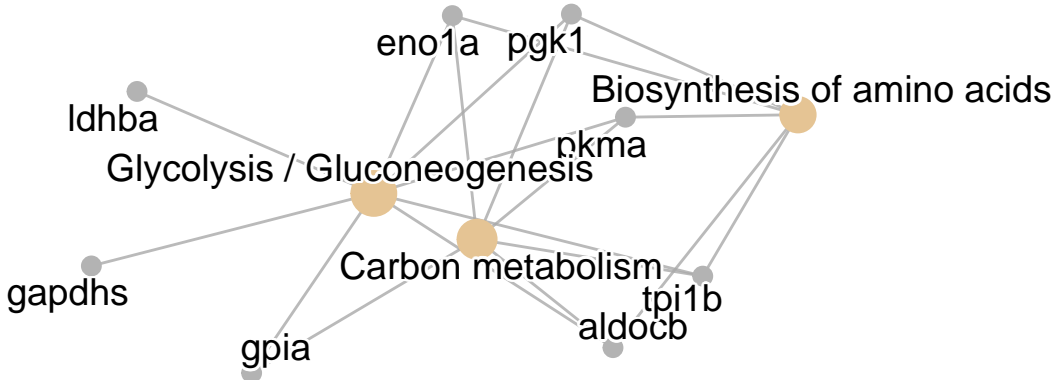 eno1a
pgk1
Biosynthesis of amino acids
ldhba
pkma
Glycolysis / Gluconeogenesis
Carbon metabolism
gapdhs
tpi1b
aldocb
gpia